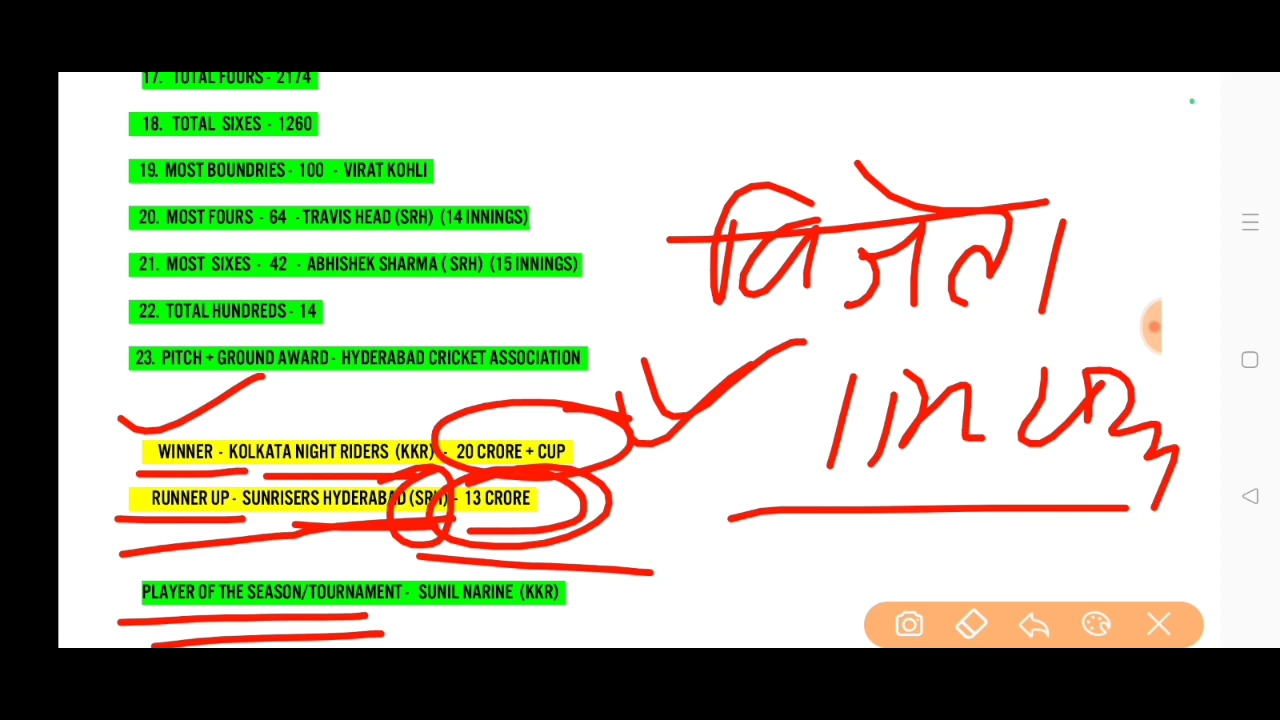 17. TOTAL FOURS - 2174
18. TOTAL SIXES - 1260
19. MOST BOUNDRIES - 100 - VIRAT KOHLI
20. MOST FOURS - 64 - TRAVIS HEAD (SRH) (14 INNINGS)
21. MOST SIXES - 42 - ABHISHEK SHARMA ( SRH) (15 INNINGS)
22. TOTAL HUNDREDS - 14
23. PITCH + GROUND AWARD - HYDERABAD CRICKET ASSOCIATION
WINNER - KOLKATA NIGHT RIDERS (KKR) - 20 CRORE + CUP
RUNNER UP - SUNRISERS HYDERABAD (SRH) - 13 CRORE
PLAYER OF THE SEASON/TOURNAMENT - SUNIL NARINE (KKR)
विजेता